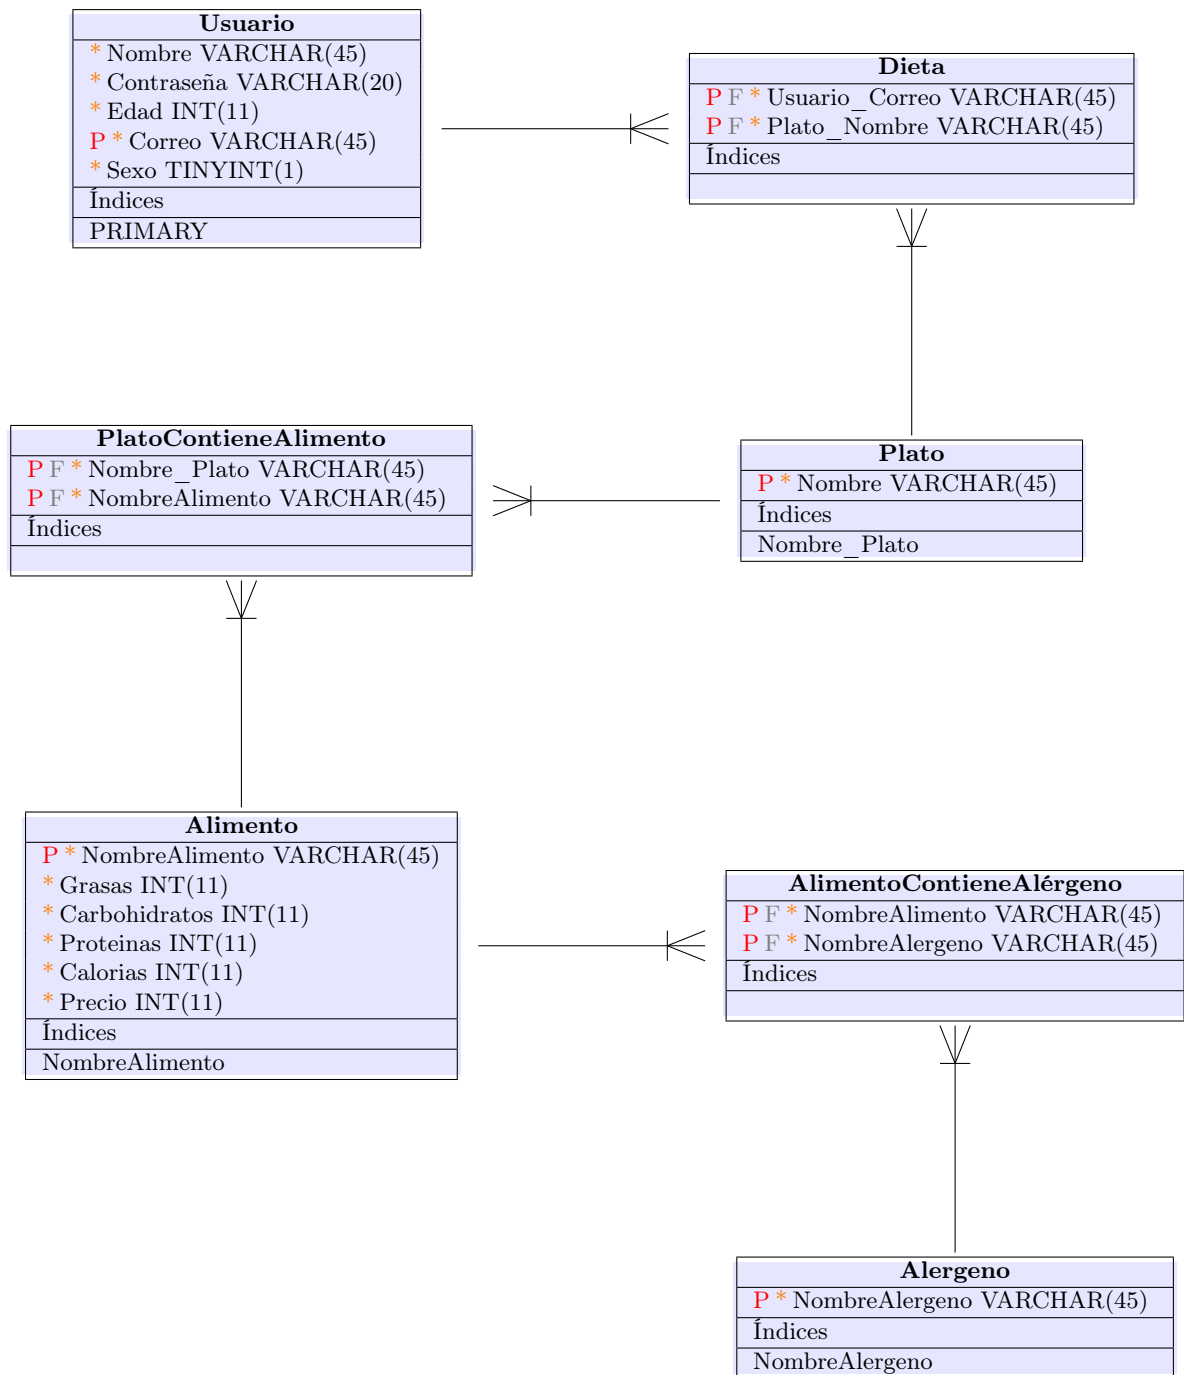 Usuario
* Nombre VARCHAR(45)
* Contraseña VARCHAR(20)
* Edad INT(11)
P * Correo VARCHAR(45)
* Sexo TINYINT(1)
Índices
PRIMARY
Dieta
P F * Usuario_Correo VARCHAR(45)
P F * Plato_Nombre VARCHAR(45)
Índices
PlatoContieneAlimento
P F * Nombre_Plato VARCHAR(45)
P F * NombreAlimento VARCHAR(45)
Índices
Plato
P * Nombre VARCHAR(45)
Índices
Nombre_Plato
Alimento
P * NombreAlimento VARCHAR(45)
* Grasas INT(11)
* Carbohidratos INT(11)
* Proteinas INT(11)
* Calorias INT(11)
* Precio INT(11)
Índices
NombreAlimento
AlimentoContieneAlérgeno
P F * NombreAlimento VARCHAR(45)
P F * NombreAlergeno VARCHAR(45)
Índices
Alergeno
P * NombreAlergeno VARCHAR(45)
Índices
NombreAlergeno